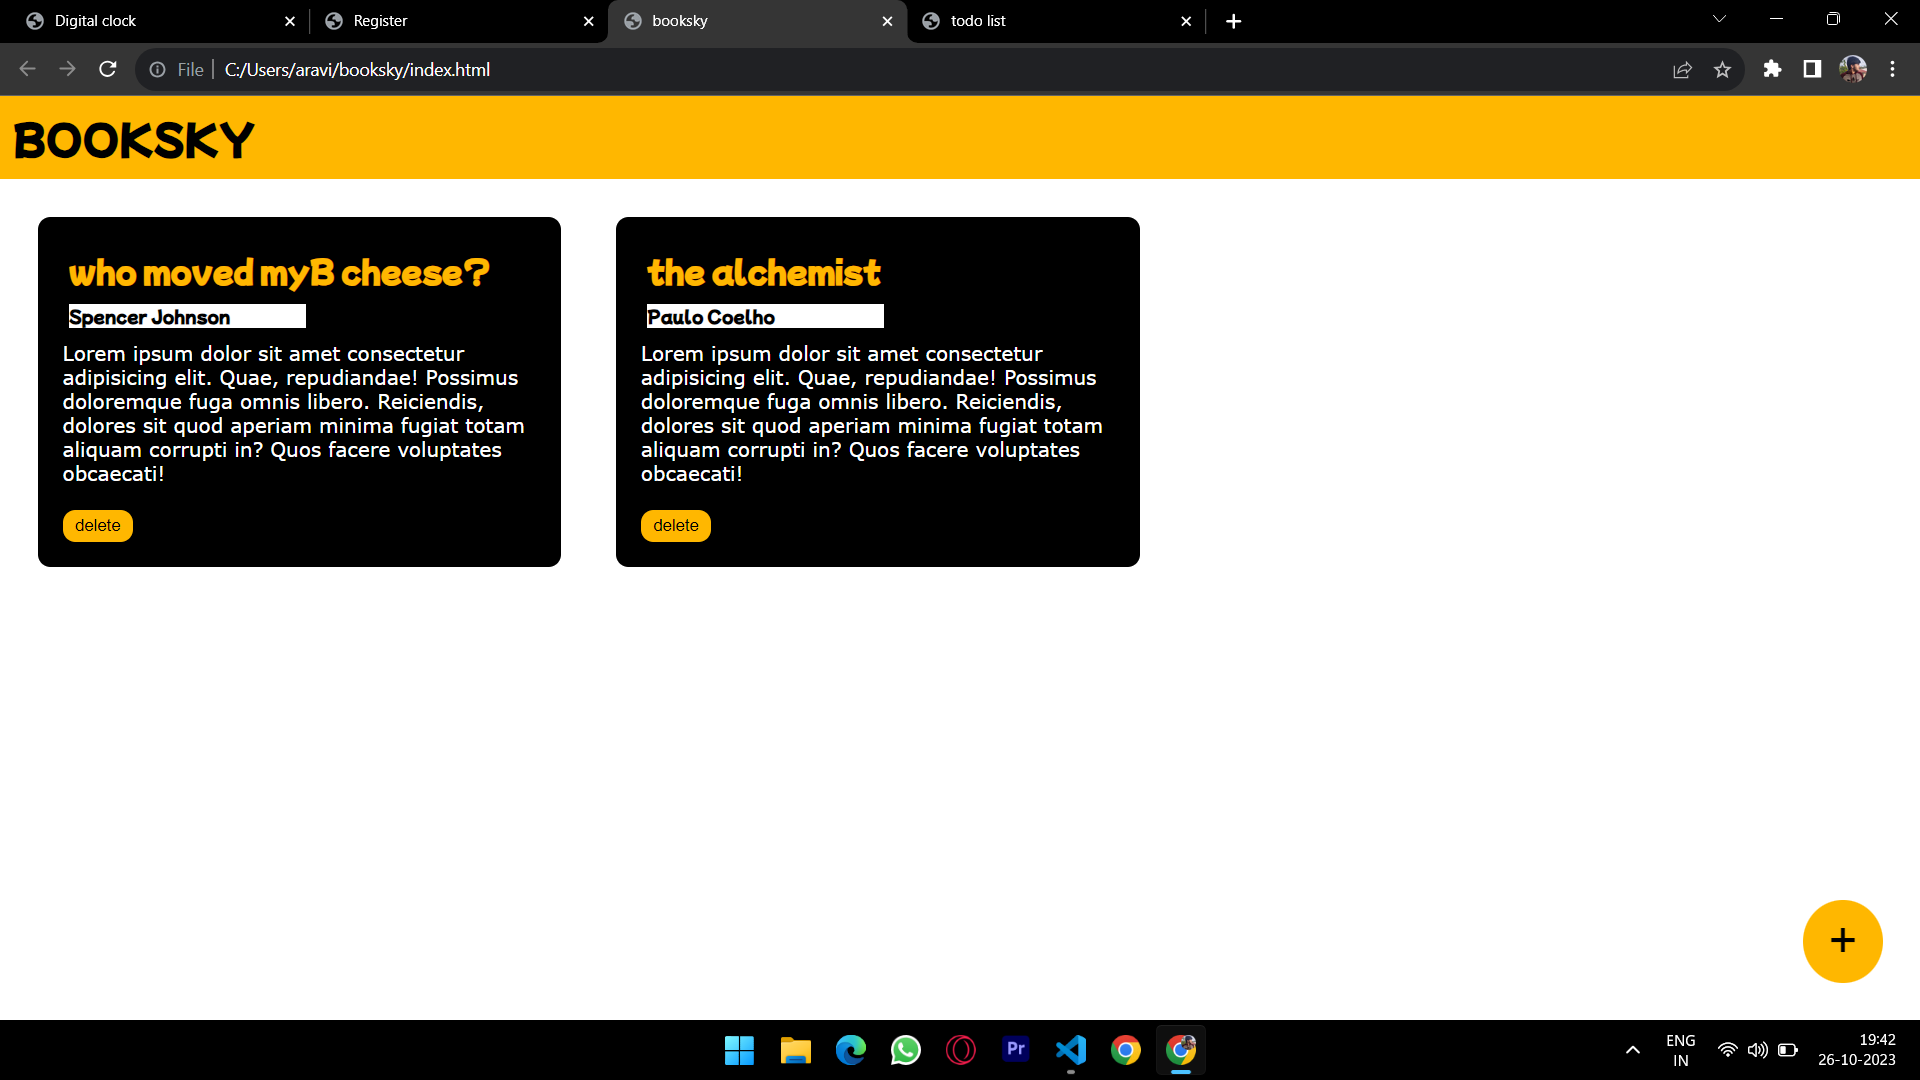 Digital clock
Register
booksky
todo list
File
C:/Users/aravi/booksky/index.html
BOOKSKY
who moved myB cheese?
Spencer Johnson
Lorem ipsum dolor sit amet consectetur
adipisicing elit. Quae, repudiandae! Possimus
doloremque fuga omnis libero. Reiciendis,
dolores sit quod aperiam minima fugiat totam
aliquam corrupti in? Quos facere voluptates
obcaecati!
delete
the alchemist
Paulo Coelho
Lorem ipsum dolor sit amet consectetur
adipisicing elit. Quae, repudiandae! Possimus
doloremque fuga omnis libero. Reiciendis,
dolores sit quod aperiam minima fugiat totam
aliquam corrupti in? Quos facere voluptates
obcaecati!
delete
+
Pr
ENG
IN
19:42
26-10-2023